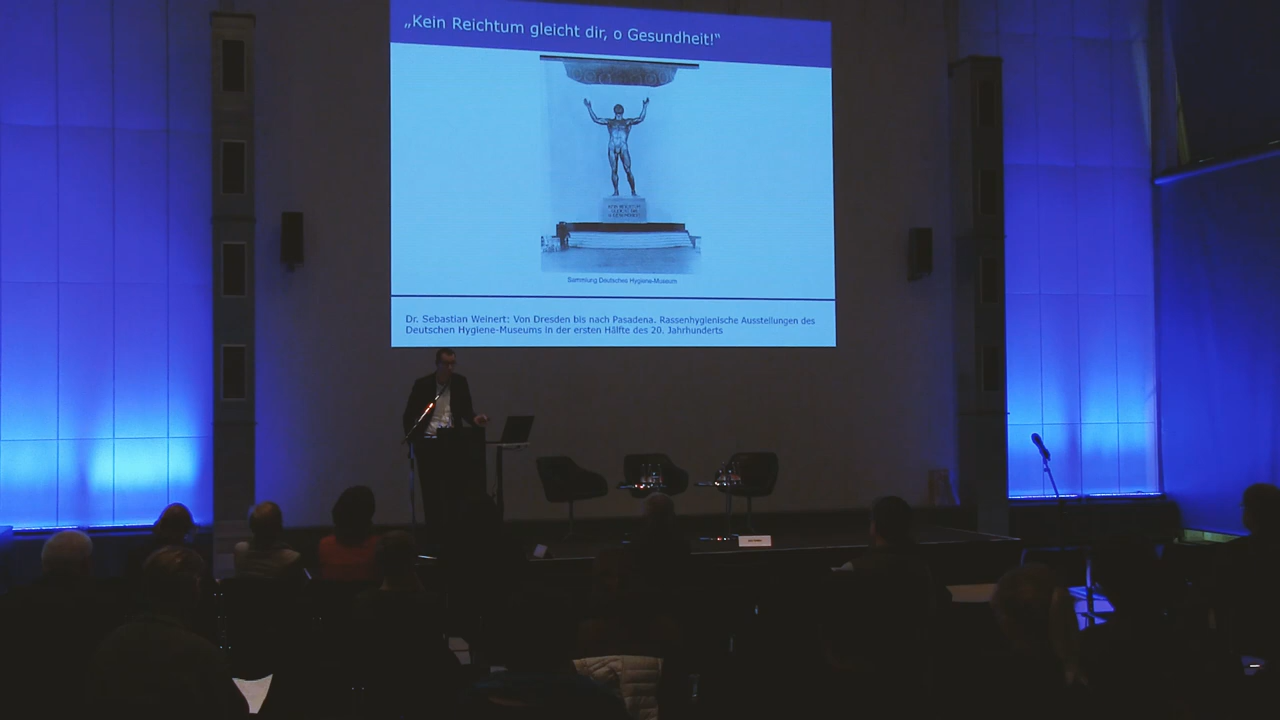 „Kein Reichtum gleicht dir, o Gesundheit!“
Sammlung Deutsches Hygiene-Museum
Dr. Sebastian Weinert: Von Dresden bis nach Pasadena. Rassenhygienische Ausstellungen des
Deutschen Hygiene-Museums in der ersten Hälfte des 20. Jahrhunderts